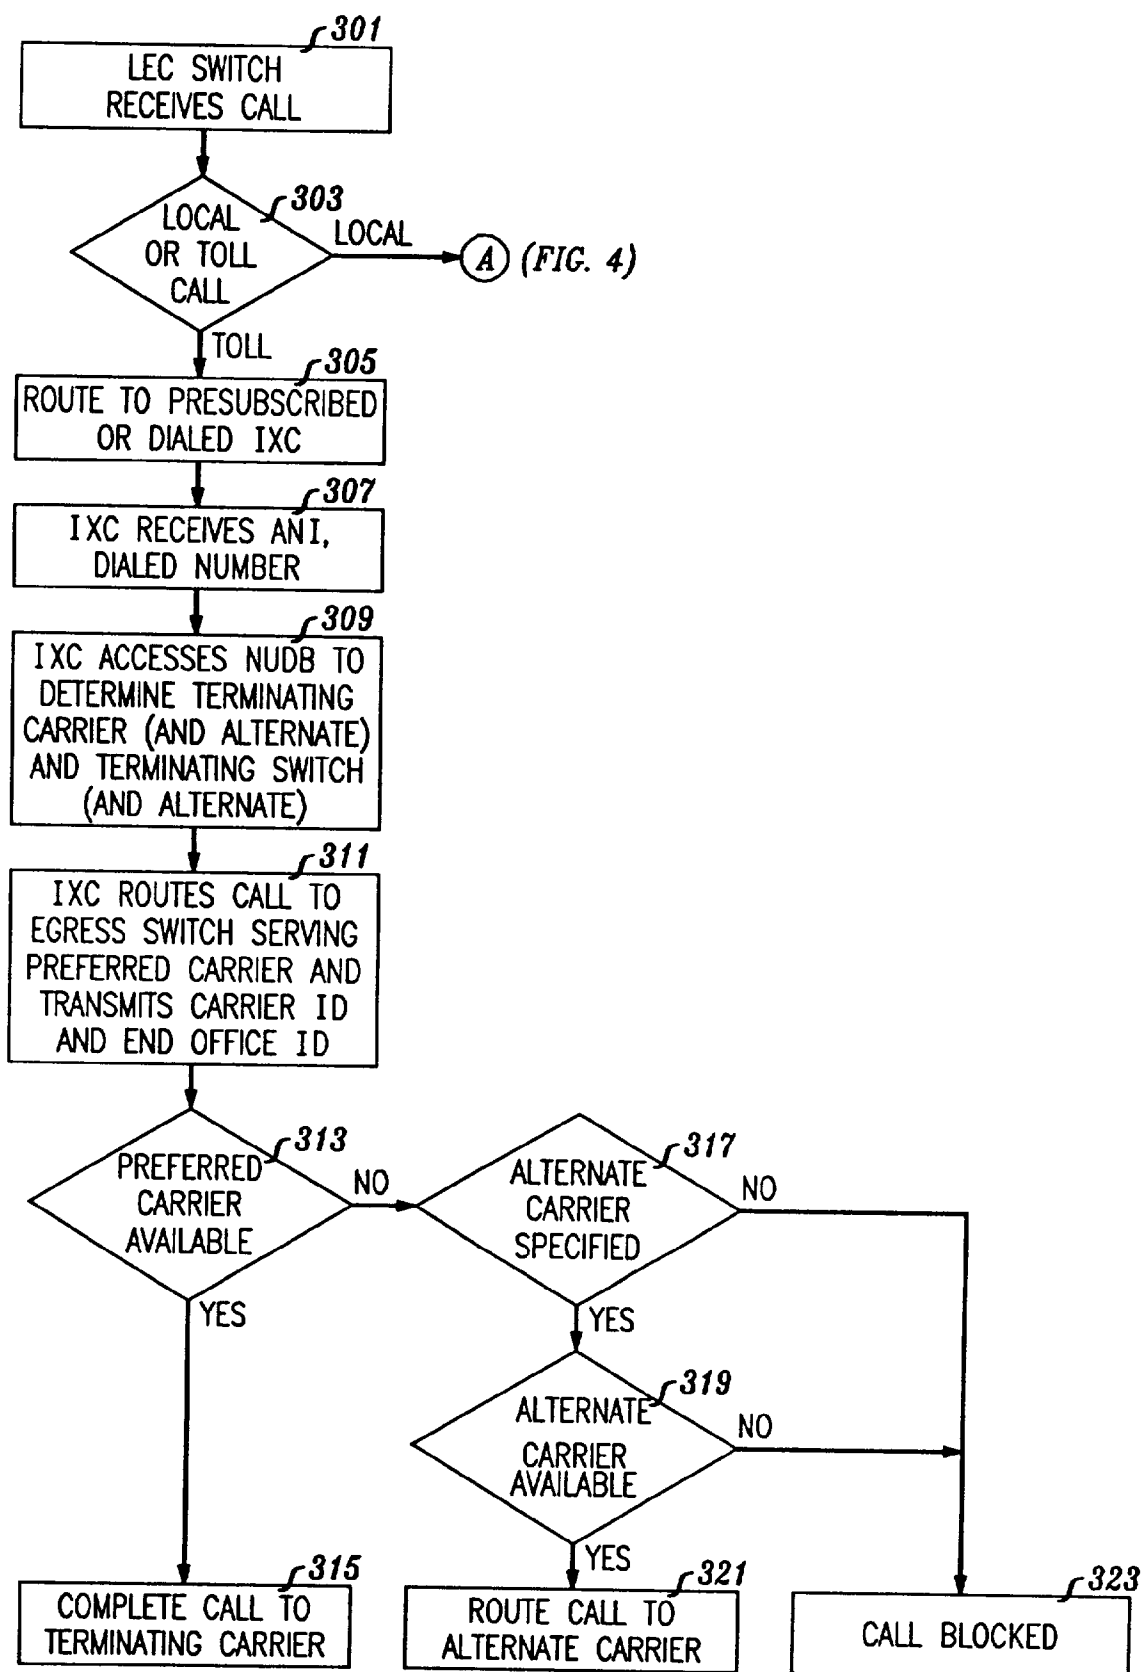 301
LEC SWITCH
RECEIVES CALL
303
LOCAL
OR TOLL
CALL
LOCAL
A (FIG. 4)
TOLL
305
ROUTE TO PRESUBSCRIBED
OR DIALED IXC
307
IXC RECEIVES ANI,
DIALED NUMBER
309
IXC ACCESSES NUDB TO
DETERMINE TERMINATING
CARRIER (AND ALTERNATE)
AND TERMINATING SWITCH
(AND ALTERNATE)
311
IXC ROUTES CALL TO
EGRESS SWITCH SERVING
PREFERRED CARRIER AND
TRANSMITS CARRIER ID
AND END OFFICE ID
313
PREFERRED
CARRIER
AVAILABLE
NO
YES
317
ALTERNATE
CARRIER
SPECIFIED
NO
YES
319
ALTERNATE
CARRIER
AVAILABLE
NO
YES
315
COMPLETE CALL TO
TERMINATING CARRIER
321
ROUTE CALL TO
ALTERNATE CARRIER
323
CALL BLOCKED